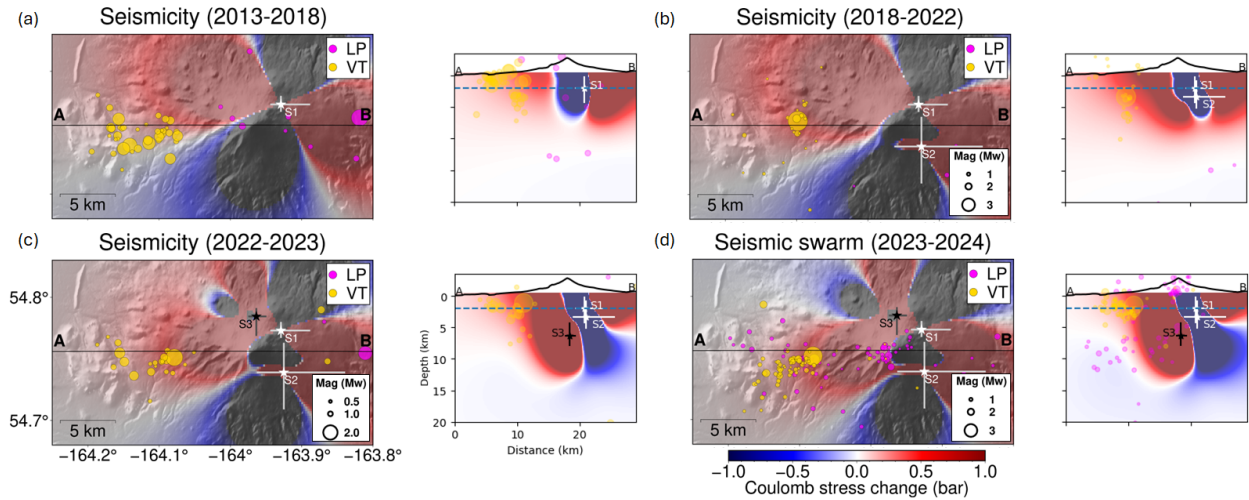 (a)
Seismicity (2013-2018)
LP
VT
A
B
S1
5 km
A
B
S1
(b)
Seismicity (2018-2022)
LP
VT
A
B
S1
S2
Mag (Mw)
1
2
3
5 km
A
B
S1
S2
(c)
Seismicity (2022-2023)
LP
VT
54.8°
54.7°
A
B
S3
S1
S2
Mag (Mw)
0.5
1.0
2.0
5 km
−164.2 −164.1 −164 −163.9 −163.8°
A
B
S1
S2
S3
0
5
10
15
20
Depth (km)
0 10 20
Distance (km)
(d)
Seismic swarm (2023-2024)
LP
VT
A
B
S3
S1
S2
Mag (Mw)
1
2
3
5 km
A
B
S1
S2
S3
−1.0 −0.5 0.0 0.5 1.0
Coulomb stress change (bar)